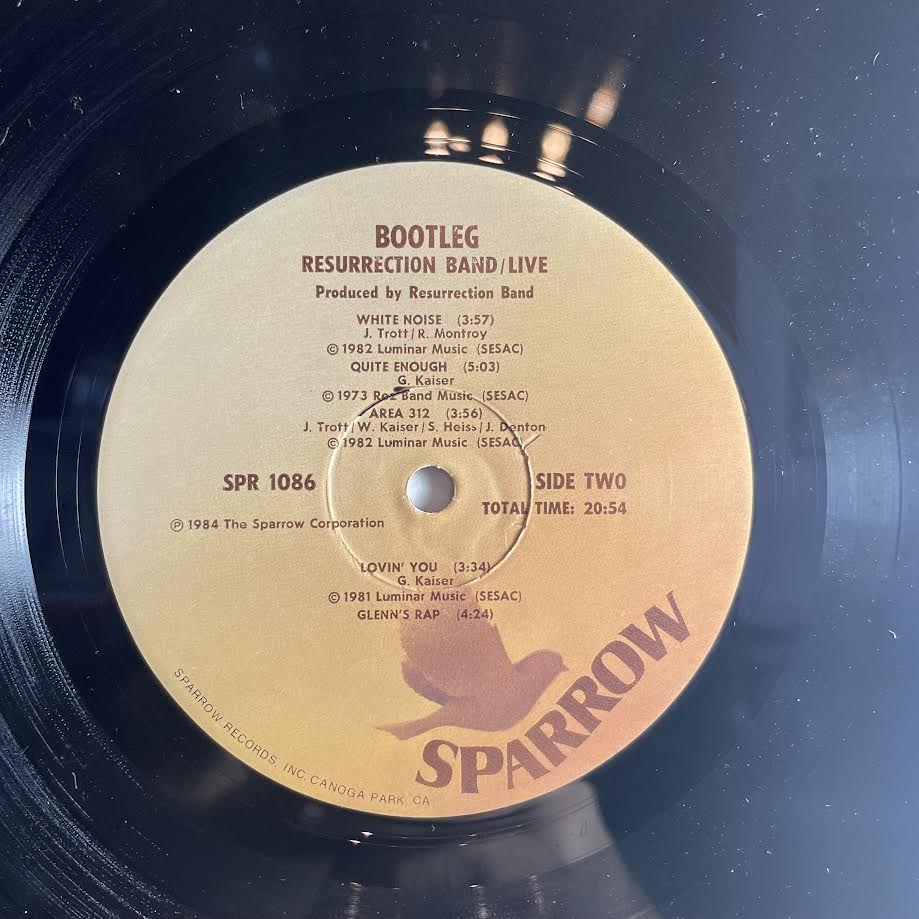 BOOTLEG
RESURRECTION BAND/LIVE
Produced by Resurrection Band
WHITE NOISE (3:57)
J. Trott/R. Montroy
© 1982 Luminar Music (SESAC)
QUITE ENOUGH (5:03)
G. Kaiser
© 1973 Rez Band Music (SESAC)
AREA 312 (3:56)
J. Trott/W. Kaiser/S. Heiss/J. Denton
© 1982 Luminar Music (SESAC)
SPR 1086
SIDE TWO
TOTAL TIME: 20:54
℗ 1984 The Sparrow Corporation
LOVIN' YOU (3:34)
G. Kaiser
© 1981 Luminar Music (SESAC)
GLENN'S RAP (4:24)
SPARROW
SPARROW RECORDS, INC. CANOGA PARK, CA